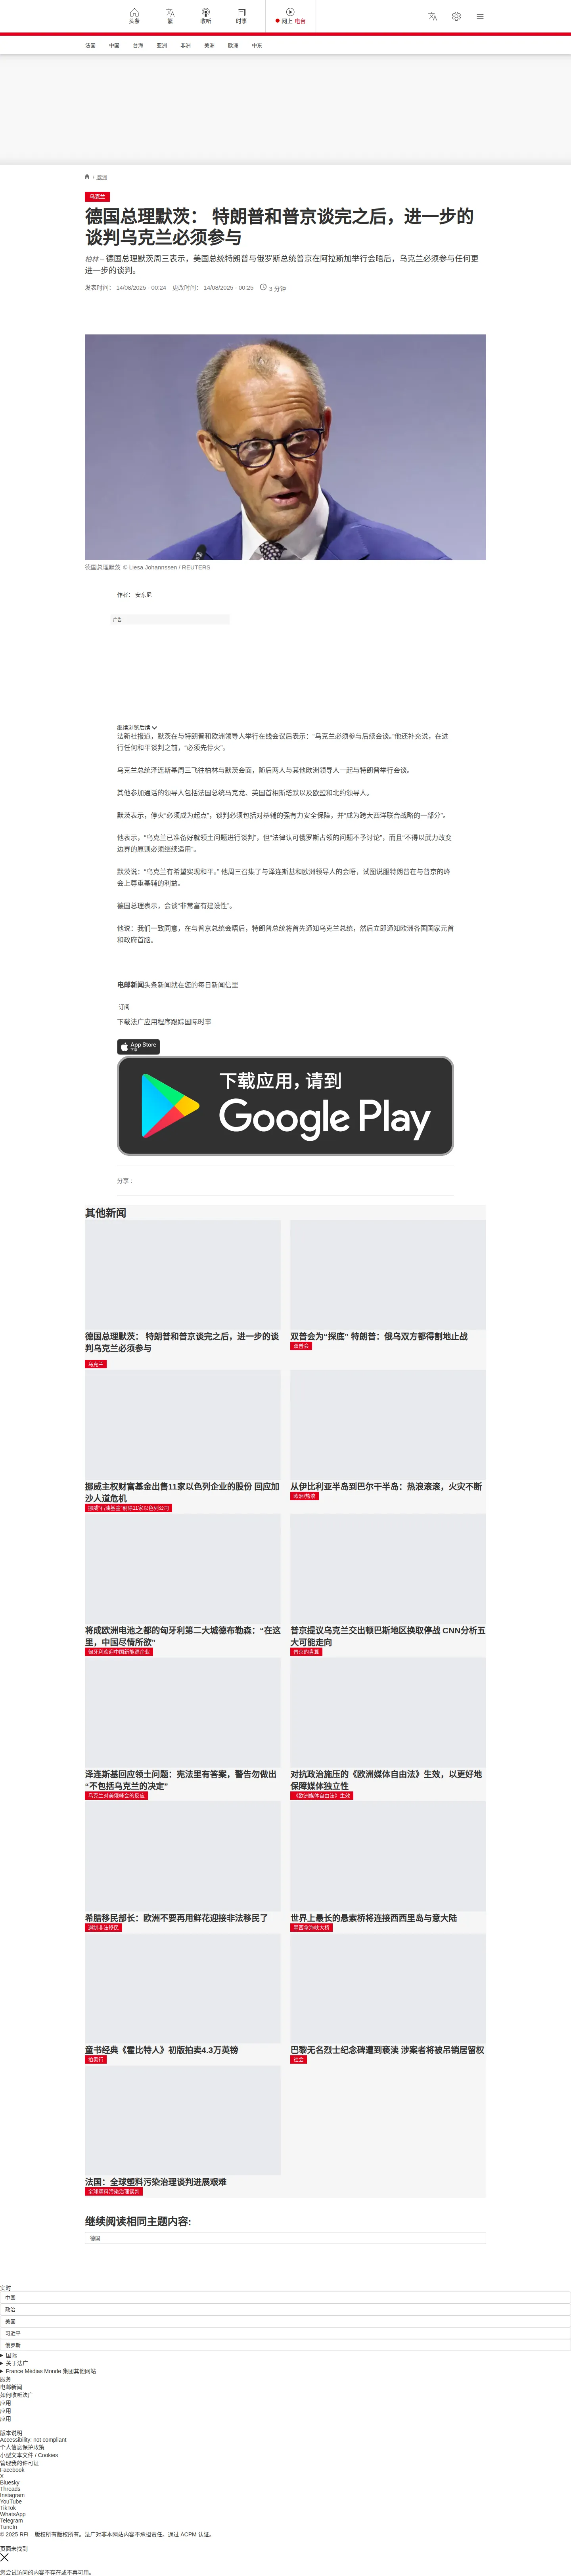 头条
繁
收听
时事
网上 电台
法国
中国
台海
亚洲
非洲
美洲
欧洲
中东
/ 欧洲
乌克兰
德国总理默茨： 特朗普和普京谈完之后，进一步的
谈判乌克兰必须参与
柏林 – 德国总理默茨周三表示，美国总统特朗普与俄罗斯总统普京在阿拉斯加举行会晤后，乌克兰必须参与任何更
进一步的谈判。
发表时间： 14/08/2025 - 00:24 更改时间： 14/08/2025 - 00:25 3 分钟
德国总理默茨 © Liesa Johannssen / REUTERS
作者： 安东尼
广告
继续浏览后续
法新社报道，默茨在与特朗普和欧洲领导人举行在线会议后表示：“乌克兰必须参与后续会谈。”他还补充说，在进
行任何和平谈判之前，“必须先停火”。
乌克兰总统泽连斯基周三飞往柏林与默茨会面，随后两人与其他欧洲领导人一起与特朗普举行会谈。
其他参加通话的领导人包括法国总统马克龙、英国首相斯塔默以及欧盟和北约领导人。
默茨表示，停火“必须成为起点”，谈判必须包括对基辅的强有力安全保障，并“成为跨大西洋联合战略的一部分”。
他表示，“乌克兰已准备好就领土问题进行谈判”，但“法律认可俄罗斯占领的问题不予讨论”，而且“不得以武力改变
边界的原则必须继续适用”。
默茨说：“乌克兰有希望实现和平。” 他周三召集了与泽连斯基和欧洲领导人的会晤，试图说服特朗普在与普京的峰
会上尊重基辅的利益。
德国总理表示，会谈“非常富有建设性”。
他说：我们一致同意，在与普京总统会晤后，特朗普总统将首先通知乌克兰总统，然后立即通知欧洲各国国家元首
和政府首脑。
电邮新闻头条新闻就在您的每日新闻信里
订阅
下载法广应用程序跟踪国际时事
App Store
下载
下载应用，请到
Google Play
分享 :
其他新闻
德国总理默茨： 特朗普和普京谈完之后，进一步的谈
判乌克兰必须参与
乌克兰
双普会为“探底” 特朗普：俄乌双方都得割地止战
双普会
挪威主权财富基金出售11家以色列企业的股份 回应加
沙人道危机
挪威“石油基金”剔除11家以色列公司
从伊比利亚半岛到巴尔干半岛：热浪滚滚，火灾不断
欧洲/热浪
将成欧洲电池之都的匈牙利第二大城德布勒森：“在这
里，中国尽情所欲”
匈牙利欢迎中国新能源企业
普京提议乌克兰交出顿巴斯地区换取停战 CNN分析五
大可能走向
普京的盘算
泽连斯基回应领土问题：宪法里有答案，警告勿做出
“不包括乌克兰的决定”
乌克兰对美俄峰会的反应
对抗政治施压的《欧洲媒体自由法》生效，以更好地
保障媒体独立性
《欧洲媒体自由法》生效
希腊移民部长：欧洲不要再用鲜花迎接非法移民了
遏制非法移民
世界上最长的悬索桥将连接西西里岛与意大陆
墨西拿海峡大桥
童书经典《霍比特人》初版拍卖4.3万英镑
拍卖行
巴黎无名烈士纪念碑遭到亵渎 涉案者将被吊销居留权
社会
法国：全球塑料污染治理谈判进展艰难
全球塑料污染治理谈判
继续阅读相同主题内容:
德国
实时
中国
政治
美国
习近平
俄罗斯
国际
关于法广
France Médias Monde 集团其他网站
服务
电邮新闻
如何收听法广
应用
应用
应用
版本说明
Accessibility: not compliant
个人信息保护政策
小型文本文件 / Cookies
管理我的许可证
Facebook
X
Bluesky
Threads
Instagram
YouTube
TikTok
WhatsApp
Telegram
TuneIn
© 2025 RFI – 版权所有版权所有。法广对非本网站内容不承担责任。通过 ACPM 认证。
页面未找到
您尝试访问的内容不存在或不再可用。